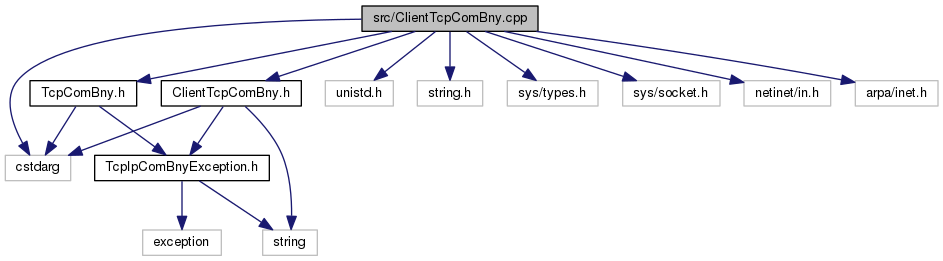 src/ClientTcpComBny.cpp
TcpComBny.h
ClientTcpComBny.h
unistd.h
string.h
sys/types.h
sys/socket.h
netinet/in.h
arpa/inet.h
cstdarg
TcpIpComBnyException.h
exception
string